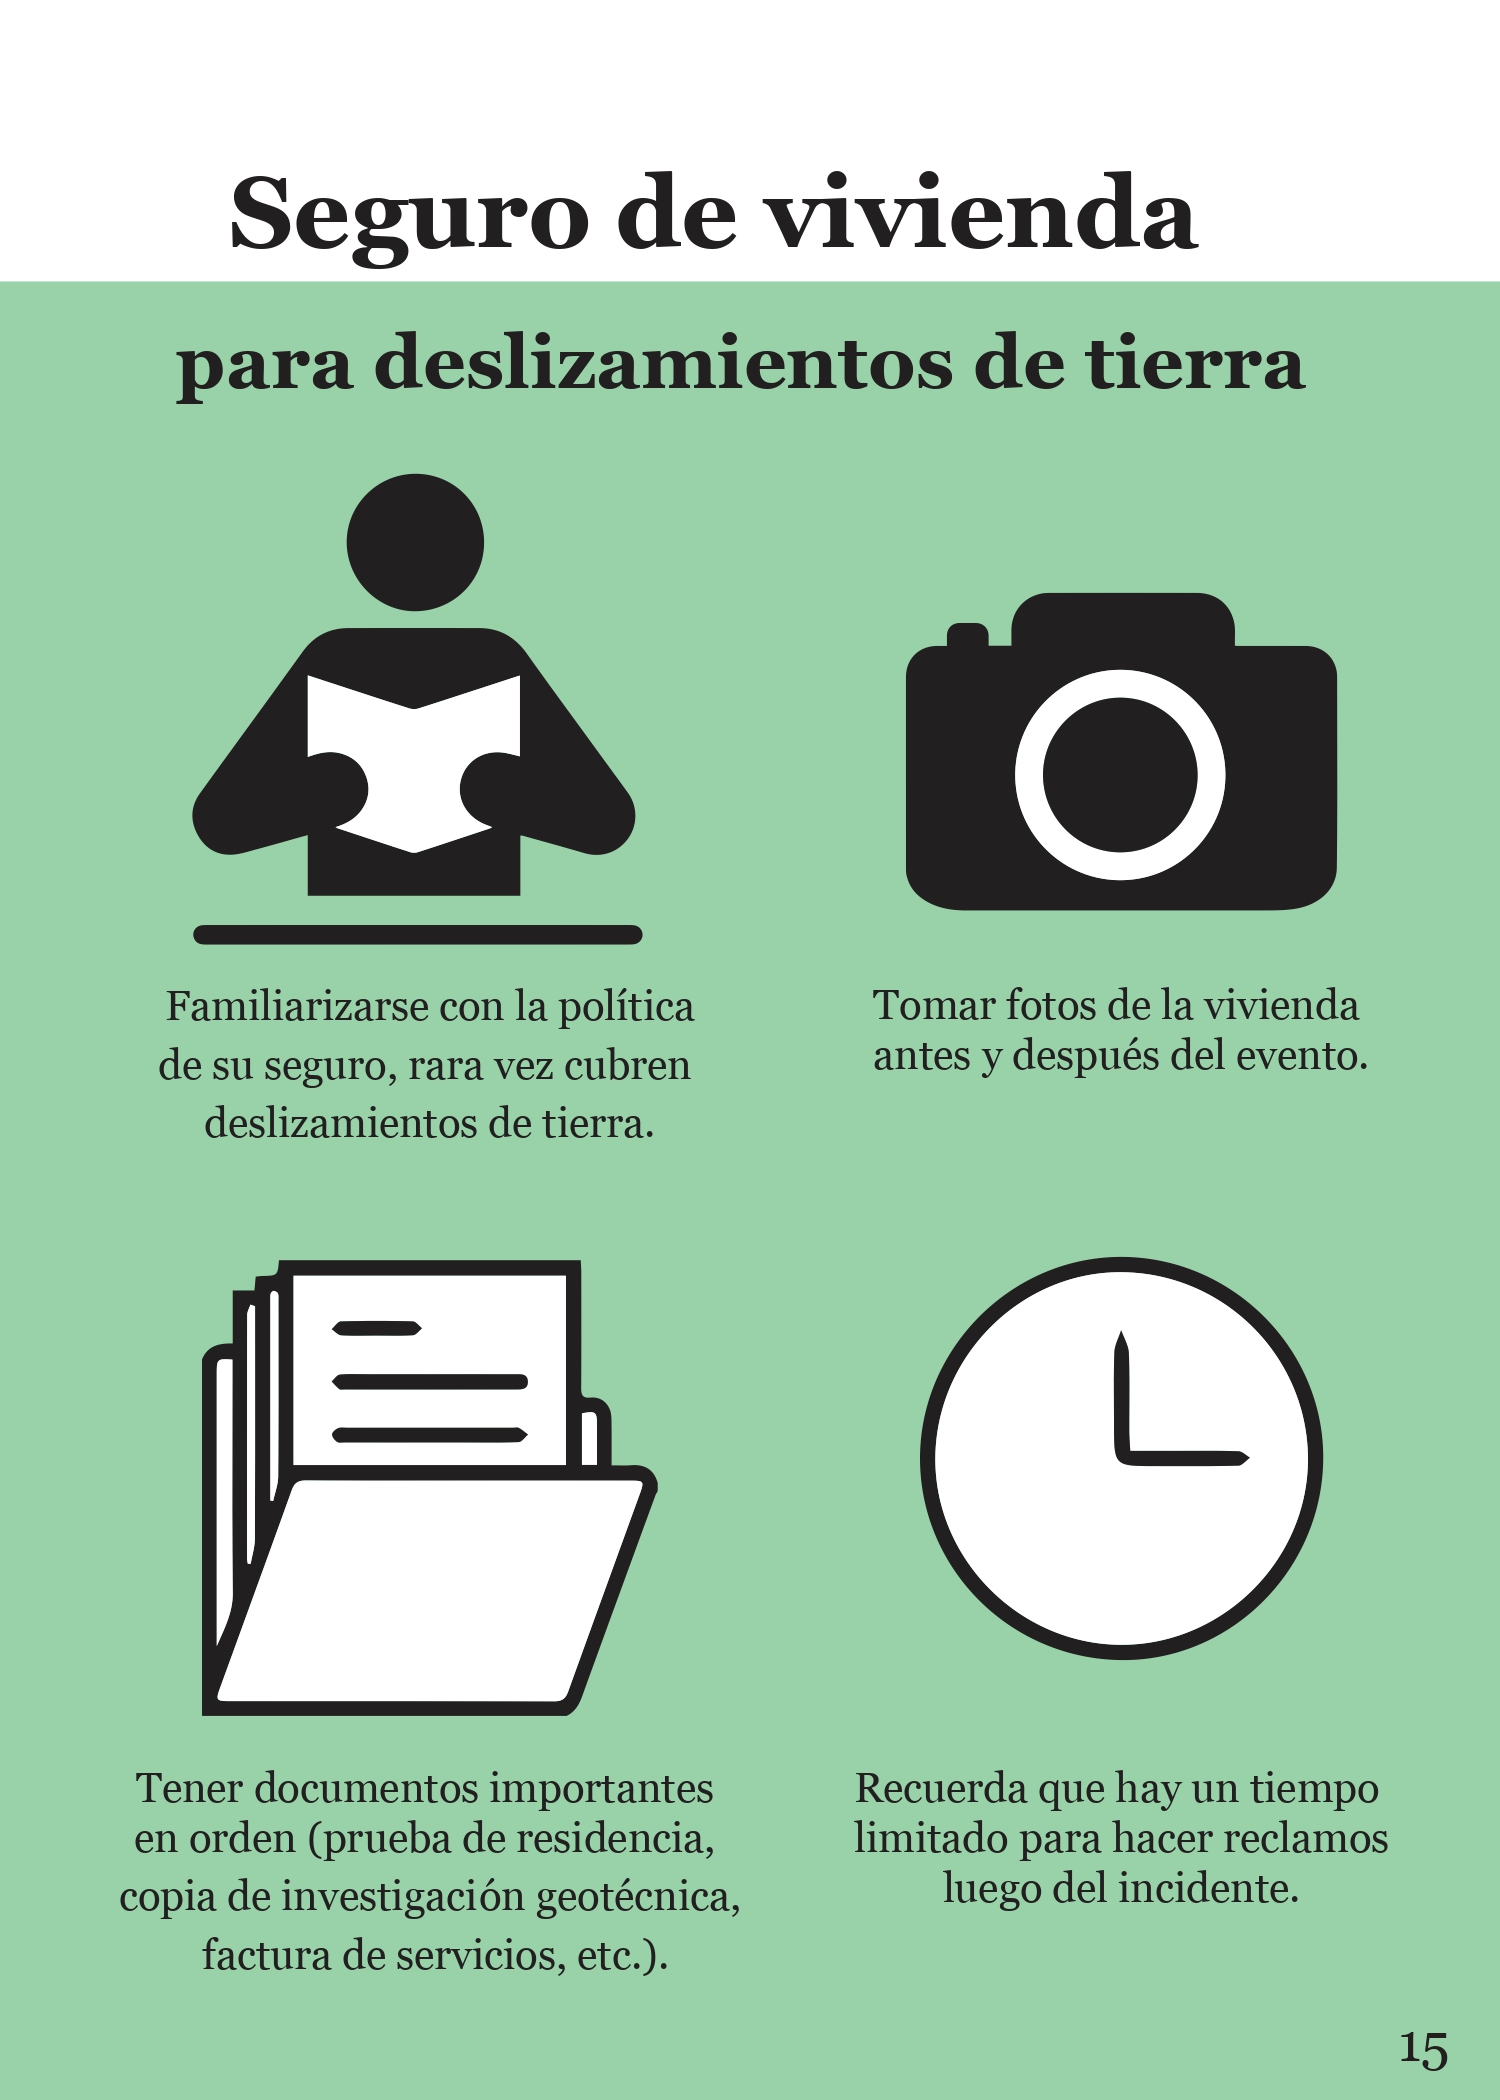 Seguro de vivienda
para deslizamientos de tierra
Familiarizarse con la política
de su seguro, rara vez cubren
deslizamientos de tierra.
Tomar fotos de la vivienda
antes y después del evento.
Tener documentos importantes
en orden (prueba de residencia,
copia de investigación geotécnica,
factura de servicios, etc.).
Recuerda que hay un tiempo
limitado para hacer reclamos
luego del incidente.
15